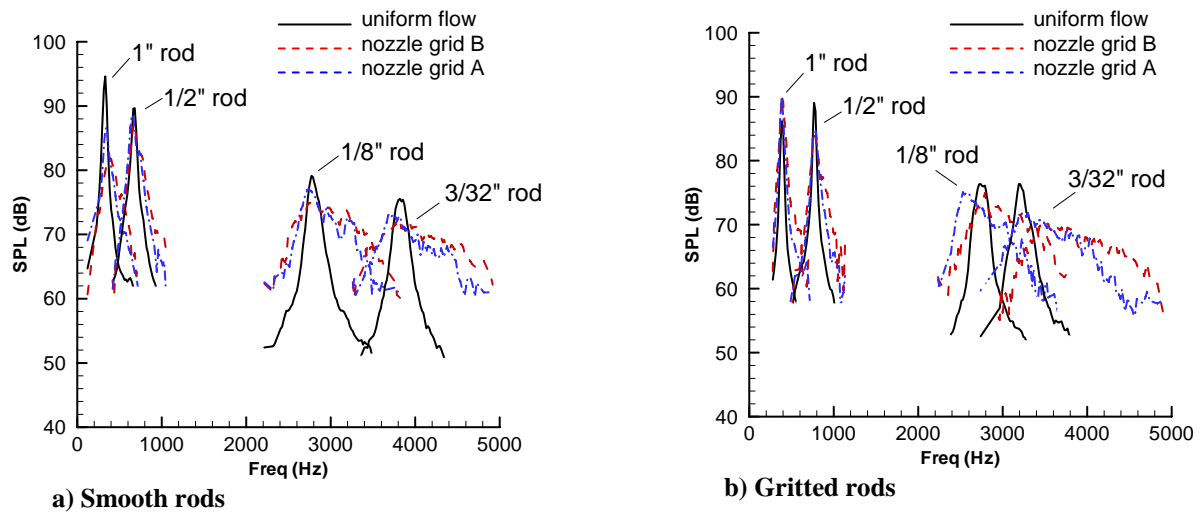 uniform flow
nozzle grid B
nozzle grid A
100
90
80
70
60
50
40
SPL (dB)
1" rod
1/2" rod
1/8" rod
3/32" rod
0
1000
2000
3000
4000
5000
Freq (Hz)
a) Smooth rods
uniform flow
nozzle grid B
nozzle grid A
100
90
80
70
60
50
40
SPL (dB)
1" rod
1/2" rod
1/8" rod
3/32" rod
0
1000
2000
3000
4000
5000
Freq (Hz)
b) Gritted rods